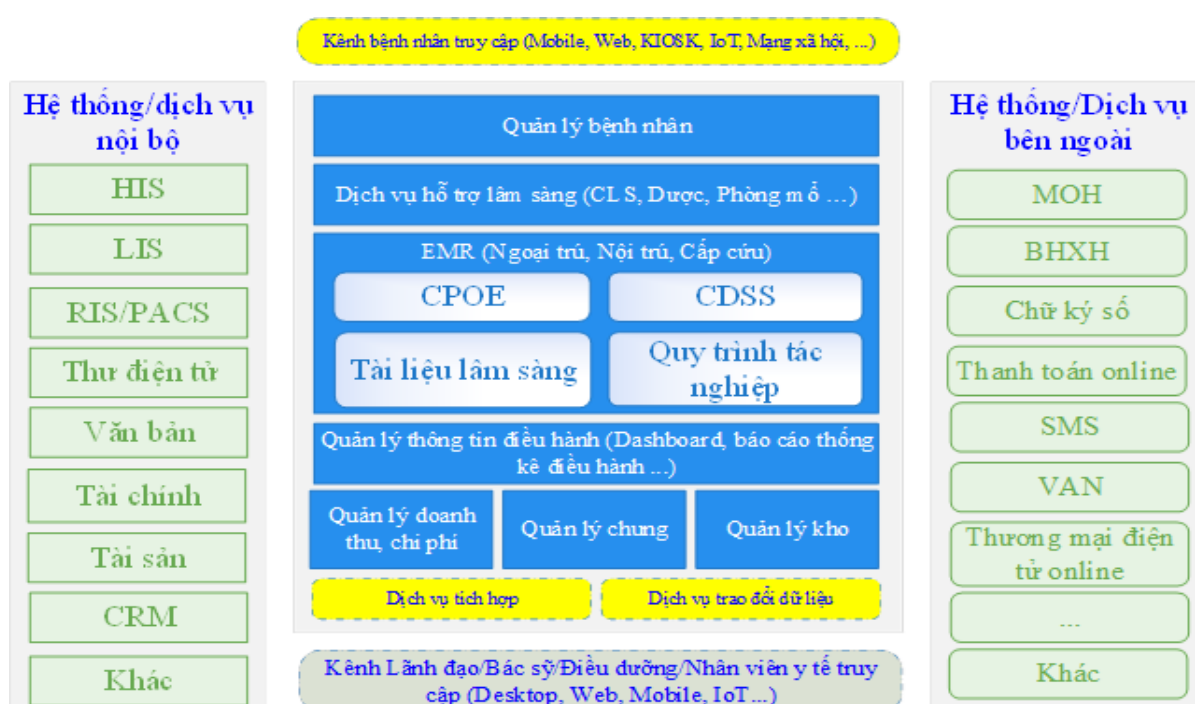 Kênh bệnh nhân truy cập (Mobile, Web, KIOSK, IoT, Mạng xã hội, ...)
Hệ thống/dịch vụ
nội bộ
HIS
LIS
RIS/PACS
Thư điện tử
Văn bản
Tài chính
Tài sản
CRM
Khác
Quản lý bệnh nhân
Dịch vụ hỗ trợ lâm sàng (CLS, Dược, Phòng mổ ...)
EMR (Ngoại trú, Nội trú, Cấp cứu)
CPOE
CDSS
Tài liệu lâm sàng
Quy trình tác
nghiệp
Quản lý thông tin điều hành (Dashboard, báo cáo thống
kê điều hành ...)
Quản lý doanh
thu, chi phí
Quản lý chung
Quản lý kho
Dịch vụ tích hợp
Dịch vụ trao đổi dữ liệu
Kênh Lãnh đạo/Bác sỹ/Điều dưỡng/Nhân viên y tế truy
cập (Desktop, Web, Mobile, IoT...)
Hệ thống/Dịch vụ
bên ngoài
MOH
BHXH
Chữ ký số
Thanh toán online
SMS
VAN
Thương mại điện
tử online
...
Khác